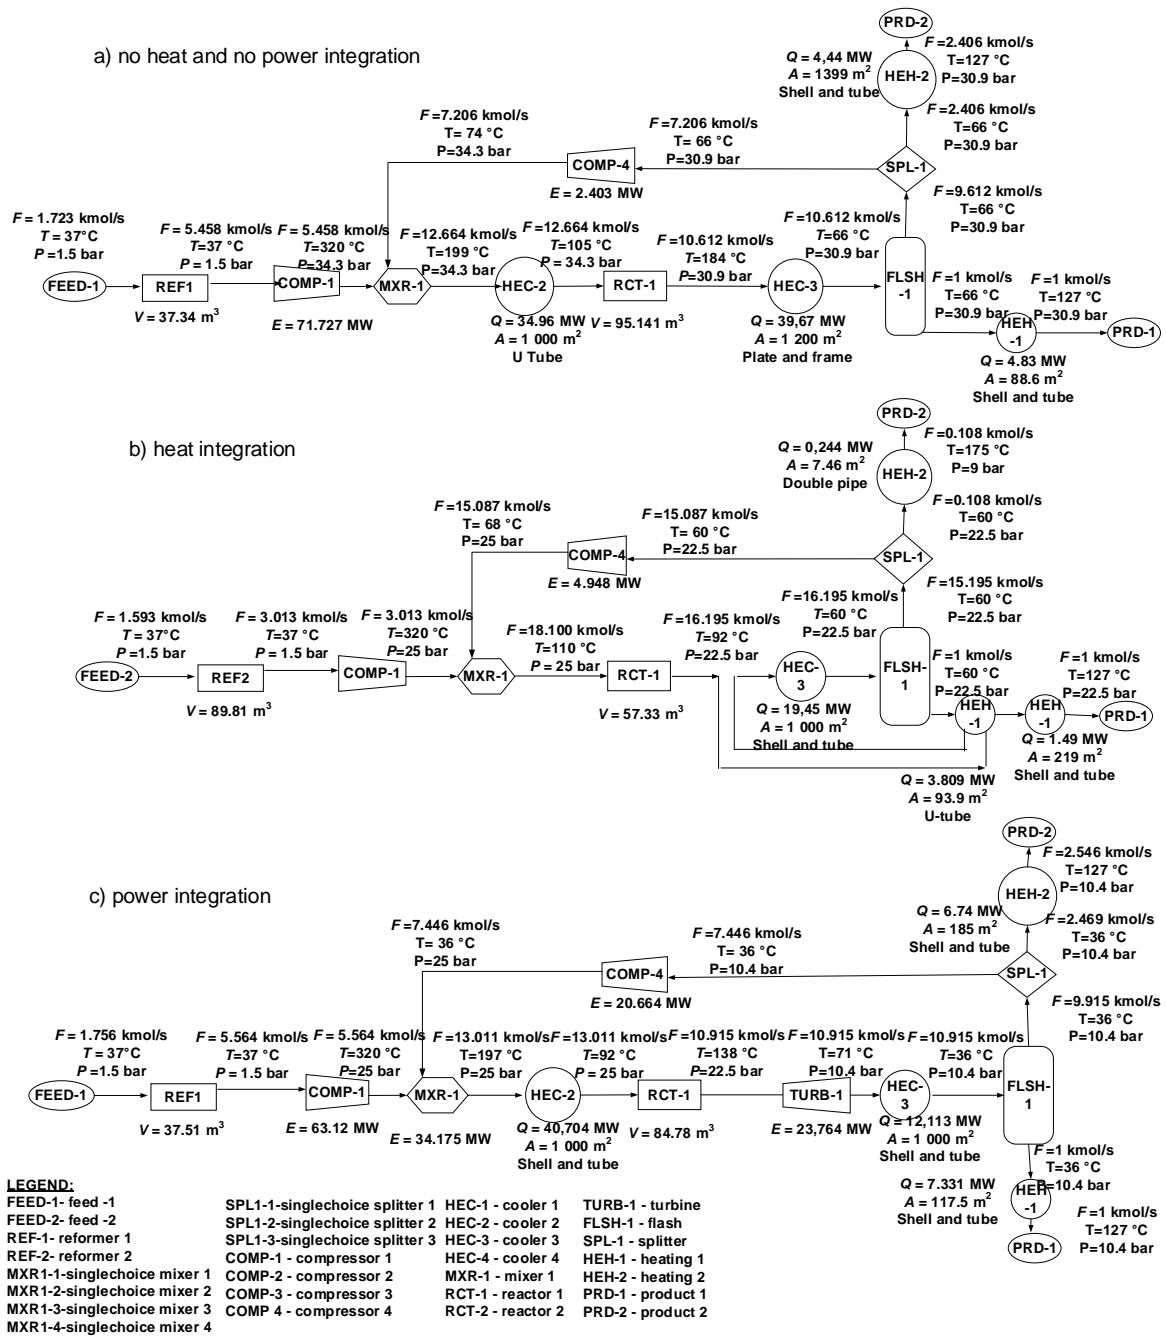 a) no heat and no power integration
PRD-2
F=2.406 kmol/s
T=127 °C
P=30.9 bar
Q = 4,44 MW
A = 1399 m²
Shell and tube
HEH-2
F=2.406 kmol/s
T=66 °C
P=30.9 bar
F=7.206 kmol/s
T= 74 °C
P=34.3 bar
F=7.206 kmol/s
T= 66 °C
P=30.9 bar
COMP-4
E = 2.403 MW
SPL-1
F=9.612 kmol/s
T=66 °C
P=30.9 bar
F = 1.723 kmol/s
T = 37°C
P = 1.5 bar
F = 5.458 kmol/s
T=37 °C
P = 1.5 bar
F = 5.458 kmol/s
T=320 °C
P=34.3 bar
F=12.664 kmol/s
T=199 °C
P=34.3 bar
F=12.664 kmol/s
T=105 °C
P = 34.3 bar
F=10.612 kmol/s
T=184 °C
P=30.9 bar
F=10.612 kmol/s
T=66 °C
P=30.9 bar
FEED-1
REF1
COMP-1
MXR-1
HEC-2
RCT-1
HEC-3
FLSH
-1
V = 37.34 m³
E = 71.727 MW
Q = 34.96 MW
A = 1 000 m²
U Tube
V = 95.141 m³
Q = 39,67 MW
A = 1 200 m²
Plate and frame
F=1 kmol/s
T=66 °C
P=30.9 bar
F=1 kmol/s
T=127 °C
P=30.9 bar
HEH
-1
PRD-1
Q = 4.83 MW
A = 88.6 m²
Shell and tube
b) heat integration
PRD-2
F=0.108 kmol/s
T=175 °C
P=9 bar
Q = 0,244 MW
A = 7.46 m²
Double pipe
HEH-2
F=0.108 kmol/s
T=60 °C
P=22.5 bar
F=15.087 kmol/s
T= 68 °C
P=25 bar
F=15.087 kmol/s
T= 60 °C
P=22.5 bar
COMP-4
E = 4.948 MW
SPL-1
F=15.195 kmol/s
T=60 °C
P=22.5 bar
F = 1.593 kmol/s
T = 37°C
P=1.5 bar
F = 3.013 kmol/s
T=37 °C
P = 1.5 bar
F = 3.013 kmol/s
T=320 °C
P=25 bar
F=18.100 kmol/s
T=110 °C
P = 25 bar
F=16.195 kmol/s
T=92 °C
P=22.5 bar
F=16.195 kmol/s
T=60 °C
P=22.5 bar
FEED-2
REF2
COMP-1
MXR-1
RCT-1
HEC-
3
FLSH-
1
V = 89.81 m³
V = 57.33 m³
Q = 19,45 MW
A = 1 000 m²
Shell and tube
F=1 kmol/s
T=60 °C
P=22.5 bar
F=1 kmol/s
T=127 °C
P=22.5 bar
HEH
-1
HEH
-1
PRD-1
Q = 1.49 MW
A = 219 m²
Shell and tube
Q = 3.809 MW
A = 93.9 m²
U-tube
c) power integration
PRD-2
F=2.546 kmol/s
T=127 °C
P=10.4 bar
HEH-2
Q = 6.74 MW
A = 185 m²
Shell and tube
F=2.469 kmol/s
T=36 °C
P=10.4 bar
F=7.446 kmol/s
T= 36 °C
P=25 bar
F=7.446 kmol/s
T= 36 °C
P=10.4 bar
COMP-4
E = 20.664 MW
SPL-1
F=9.915 kmol/s
T=36 °C
P=10.4 bar
F = 1.756 kmol/s
T = 37°C
P=1.5 bar
F = 5.564 kmol/s
T=37 °C
P = 1.5 bar
F = 5.564 kmol/s
T=320 °C
P=25 bar
F=13.011 kmol/s
T=197 °C
P=25 bar
F=13.011 kmol/s
T=92 °C
P = 25 bar
F=10.915 kmol/s
T=138 °C
P=22.5 bar
F=10.915 kmol/s
T=71 °C
P=10.4 bar
F=10.915 kmol/s
T=36 °C
P=10.4 bar
FEED-1
REF1
COMP-1
MXR-1
HEC-2
RCT-1
TURB-1
HEC-
3
FLSH-
1
V = 37.51 m³
E = 63.12 MW
E = 34.175 MW
Q = 40,704 MW
A = 1 000 m²
Shell and tube
V = 84.78 m³
E = 23,764 MW
Q = 12,113 MW
A = 1 000 m²
Shell and tube
F=1 kmol/s
T=36 °C
P=10.4 bar
Q = 7.331 MW
A = 117.5 m²
Shell and tube
HEH
-1
F=1 kmol/s
T=127 °C
P=10.4 bar
PRD-1
LEGEND:
FEED-1- feed -1
FEED-2- feed -2
REF-1- reformer 1
REF-2- reformer 2
MXR1-1-singlechoice mixer 1
MXR1-2-singlechoice mixer 2
MXR1-3-singlechoice mixer 3
MXR1-4-singlechoice mixer 4
SPL1-1-singlechoice splitter 1
SPL1-2-singlechoice splitter 2
SPL1-3-singlechoice splitter 3
COMP-1 - compressor 1
COMP-2 - compressor 2
COMP-3 - compressor 3
COMP 4 - compressor 4
HEC-1 - cooler 1
HEC-2 - cooler 2
HEC-3 - cooler 3
HEC-4 - cooler 4
MXR-1 - mixer 1
RCT-1 - reactor 1
RCT-2 - reactor 2
TURB-1 - turbine
FLSH-1 - flash
SPL-1 - splitter
HEH-1 - heating 1
HEH-2 - heating 2
PRD-1 - product 1
PRD-2 - product 2